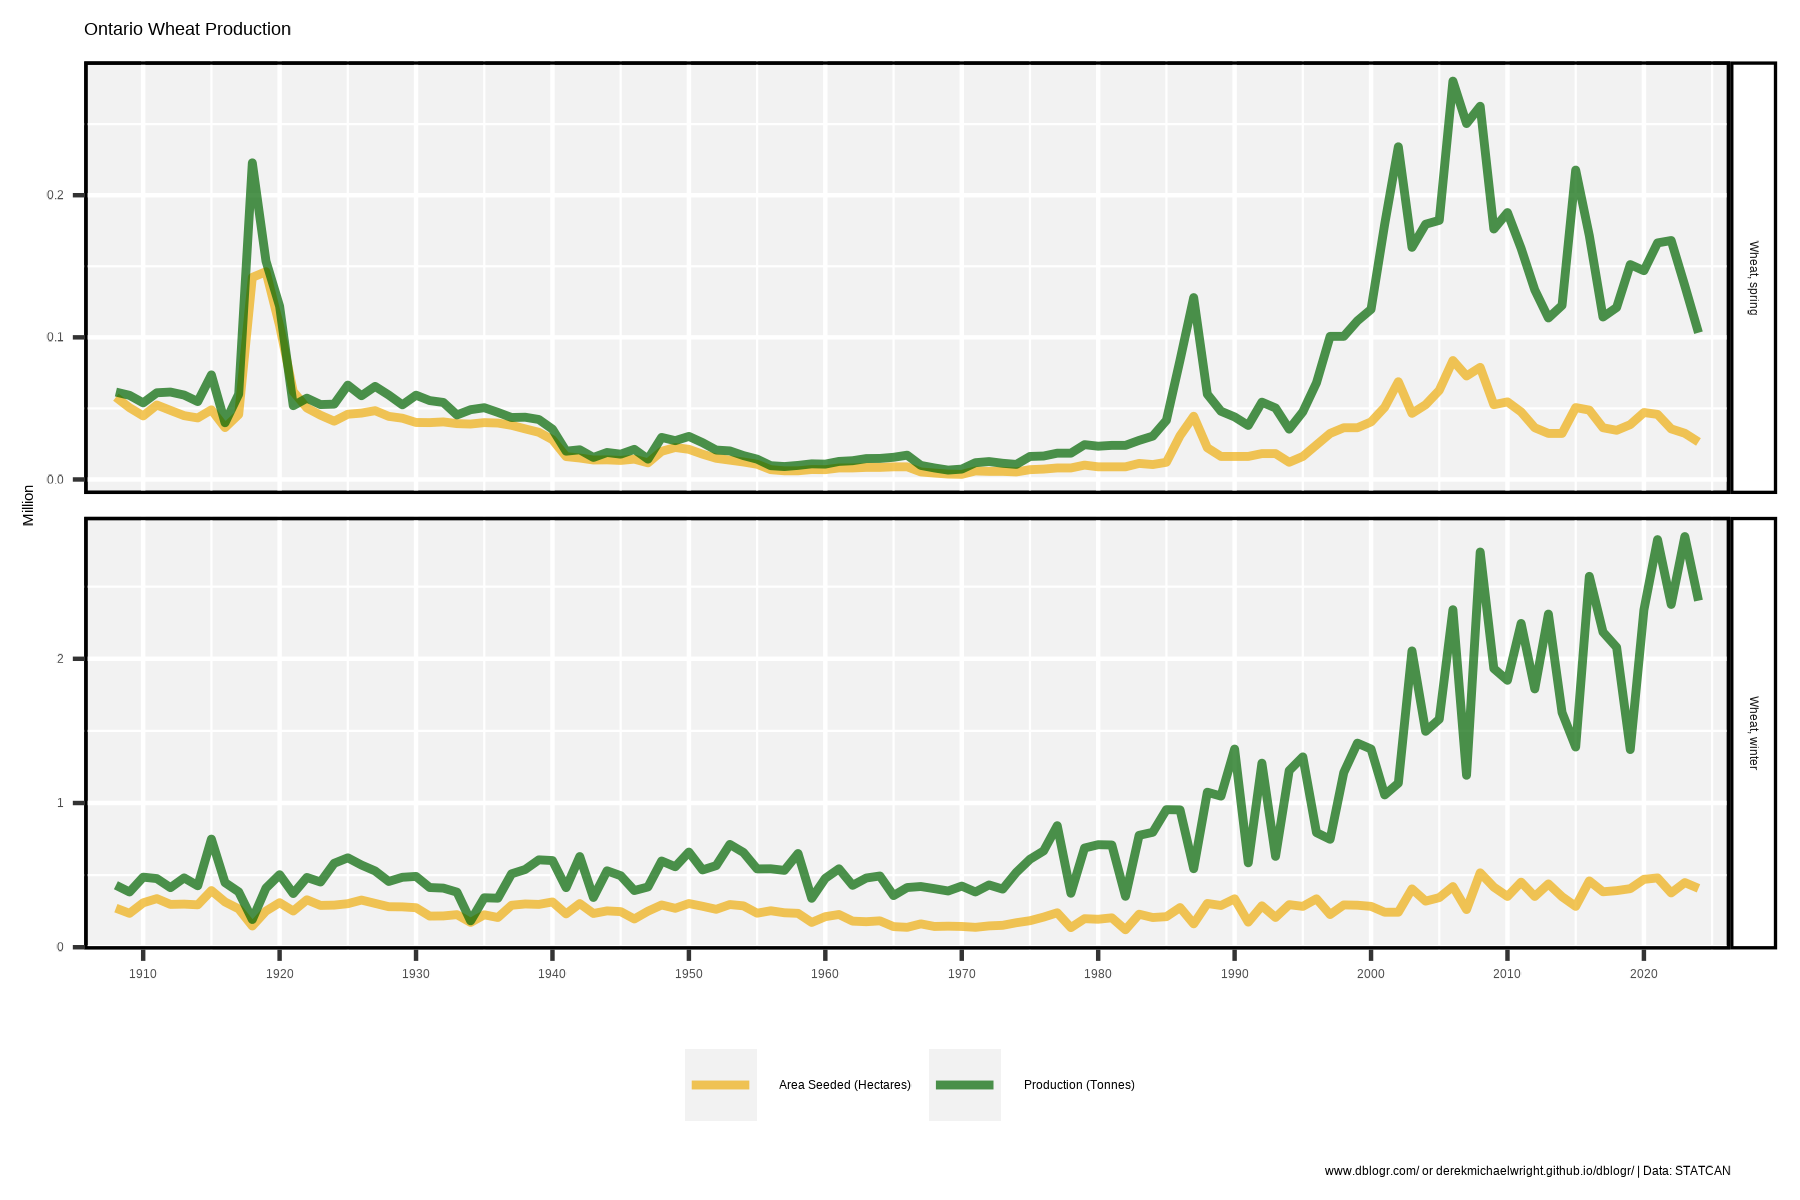 Ontario Wheat Production
Million
0.2
0.1
0.0
Wheat, spring
2
1
0
Wheat, winter
1910 1920 1930 1940 1950 1960 1970 1980 1990 2000 2010 2020
Area Seeded (Hectares) Production (Tonnes)
www.dblogr.com/ or derekmichaelwright.github.io/dblogr/ | Data: STATCAN